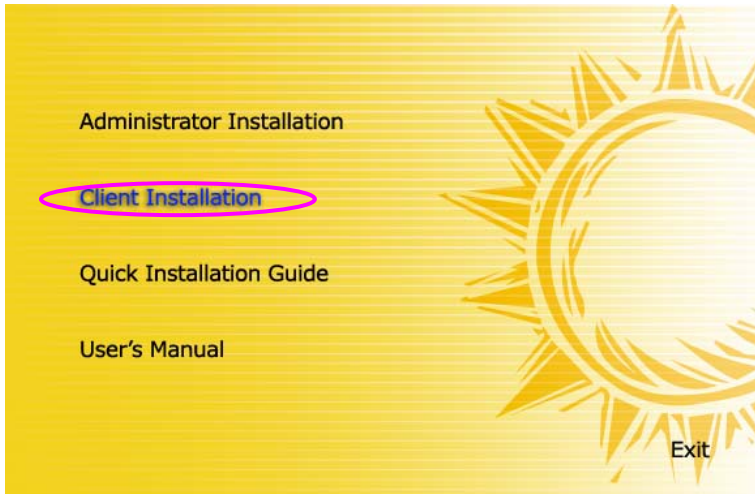 Administrator Installation
Client Installation
Quick Installation Guide
User's Manual
Exit